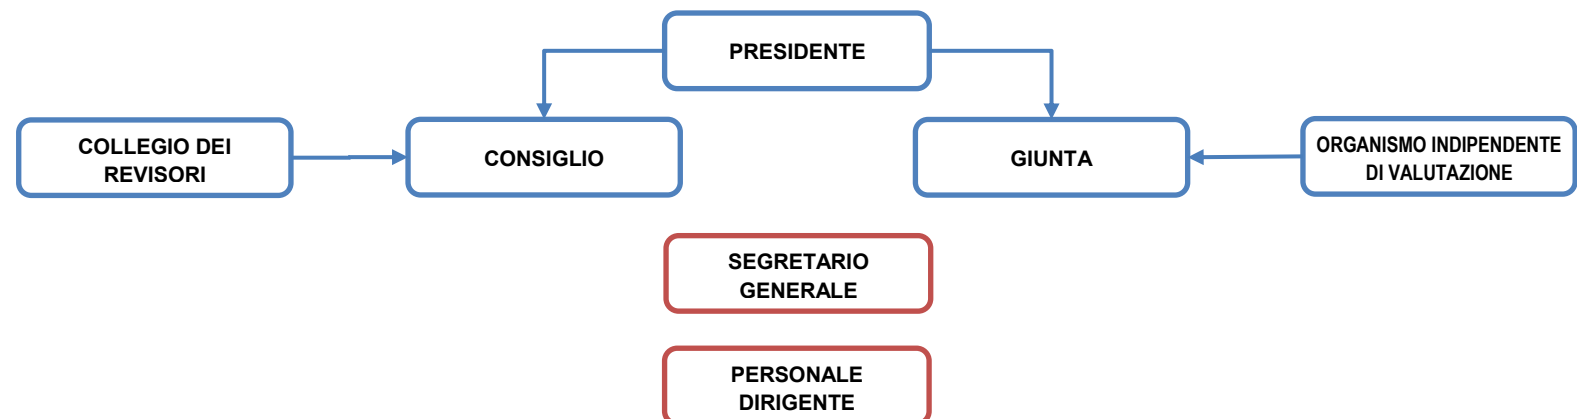 PRESIDENTE
COLLEGIO DEI
REVISORI
CONSIGLIO
GIUNTA
ORGANISMO INDIPENDENTE
DI VALUTAZIONE
SEGRETARIO
GENERALE
PERSONALE
DIRIGENTE